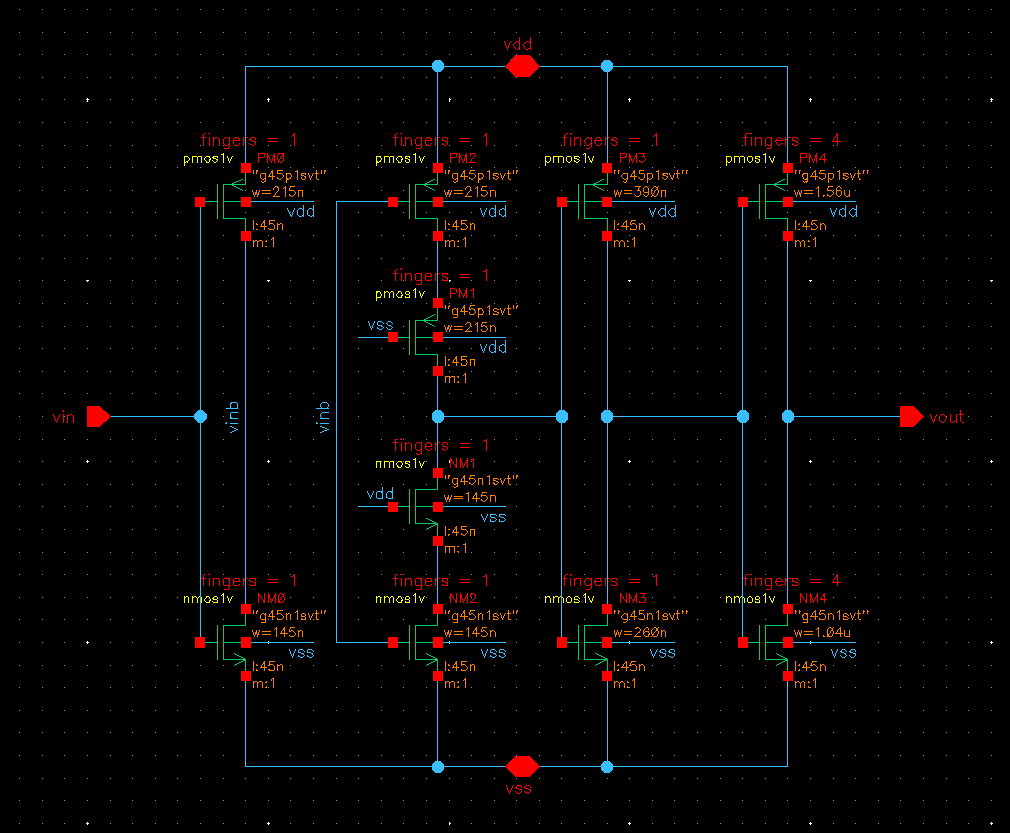 vdd
fingers = 1
pmos1v
PM0
"g45p1svt"
w=215n
vdd
l:45n
m:1
fingers = 1
pmos1v
PM2
"g45p1svt"
w=215n
vdd
l:45n
m:1
fingers = 1
pmos1v
PM3
"g45p1svt"
w=390n
vdd
l:45n
m:1
fingers = 4
pmos1v
PM4
"g45p1svt"
w=1.56u
vdd
l:45n
m:1
fingers = 1
pmos1v
PM1
"g45p1svt"
w=215n
vss
vdd
l:45n
m:1
vin
vinb
vinb
vout
fingers = 1
nmos1v
NM1
"g45n1svt"
w=145n
vdd
vss
l:45n
m:1
fingers = 1
nmos1v
NM0
"g45n1svt"
w=145n
vss
l:45n
m:1
fingers = 1
nmos1v
NM2
"g45n1svt"
w=145n
vss
l:45n
m:1
fingers = 1
nmos1v
NM3
"g45n1svt"
w=260n
vss
l:45n
m:1
fingers = 4
nmos1v
NM4
"g45n1svt"
w=1.04u
vss
l:45n
m:1
vss